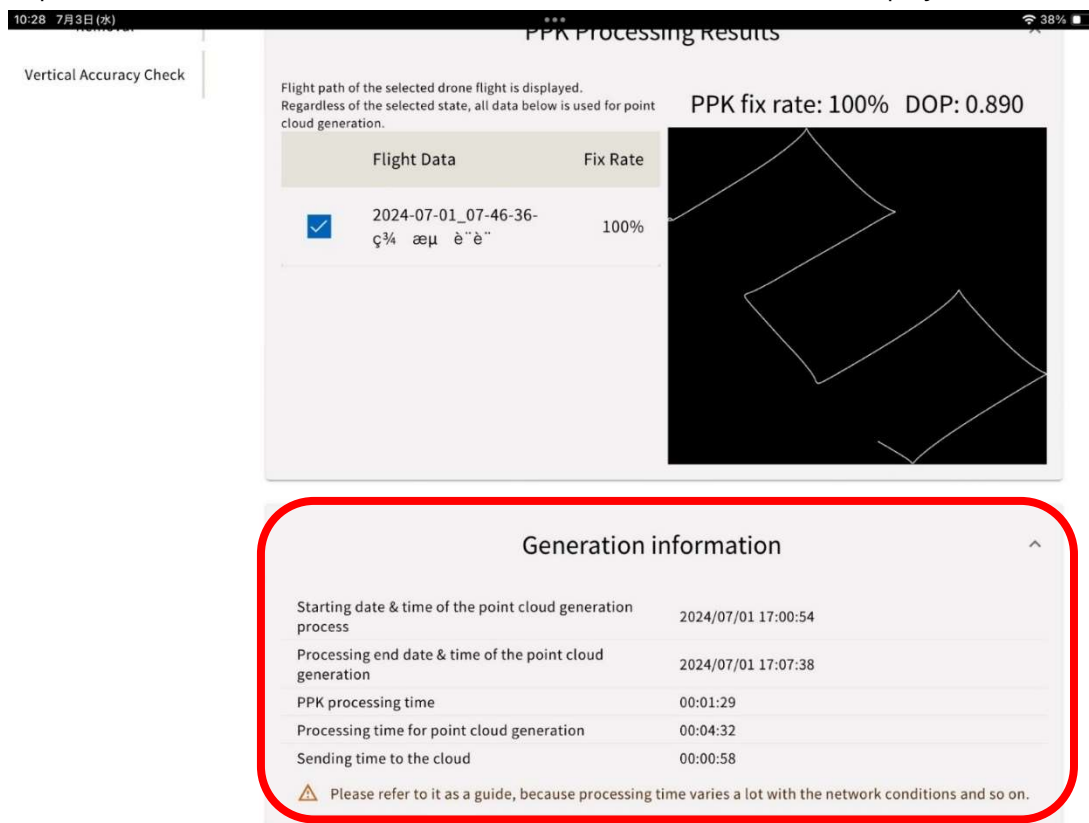 10:28 7月3日(水)
38%
PPK Processing Results
Vertical Accuracy Check
Flight path of the selected drone flight is displayed.
Regardless of the selected state, all data below is used for point
cloud generation.
PPK fix rate: 100% DOP: 0.890
Flight Data Fix Rate
2024-07-01_07-46-36-
ç¾ æµ è¨è¨ 100%
Generation information
Starting date & time of the point cloud generation
process
2024/07/01 17:00:54
Processing end date & time of the point cloud
generation
2024/07/01 17:07:38
PPK processing time 00:01:29
Processing time for point cloud generation 00:04:32
Sending time to the cloud 00:00:58
Please refer to it as a guide, because processing time varies a lot with the network conditions and so on.